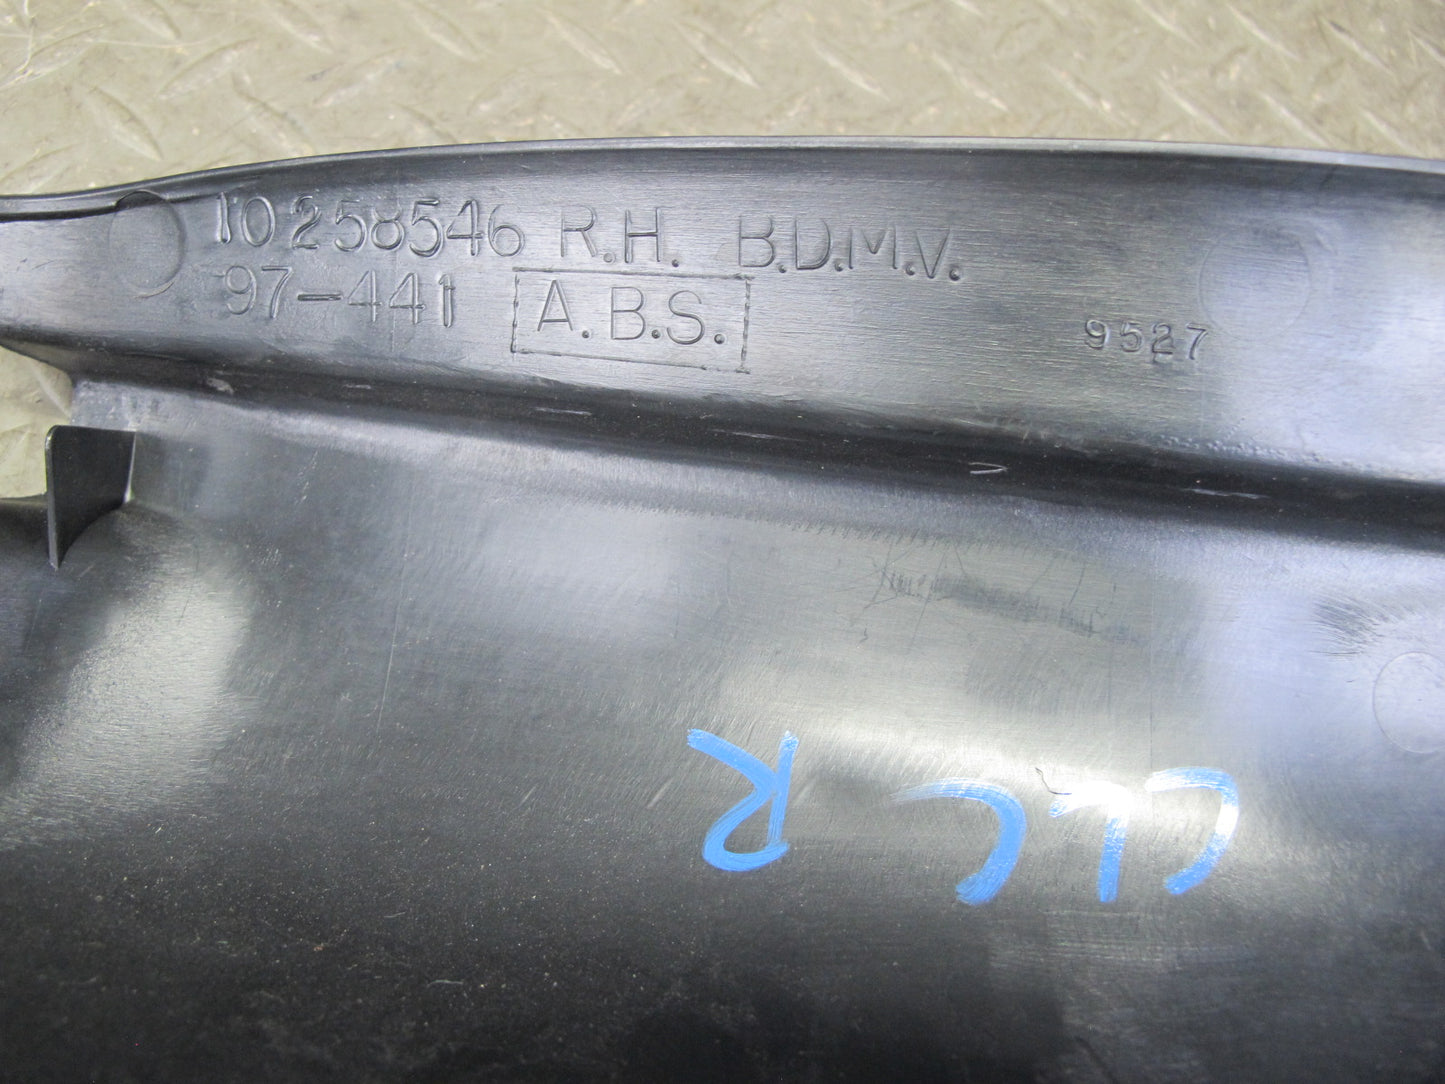 10258546 R.H. B.D.M.V.
97-441 A.B.S.
9527
CLC
R